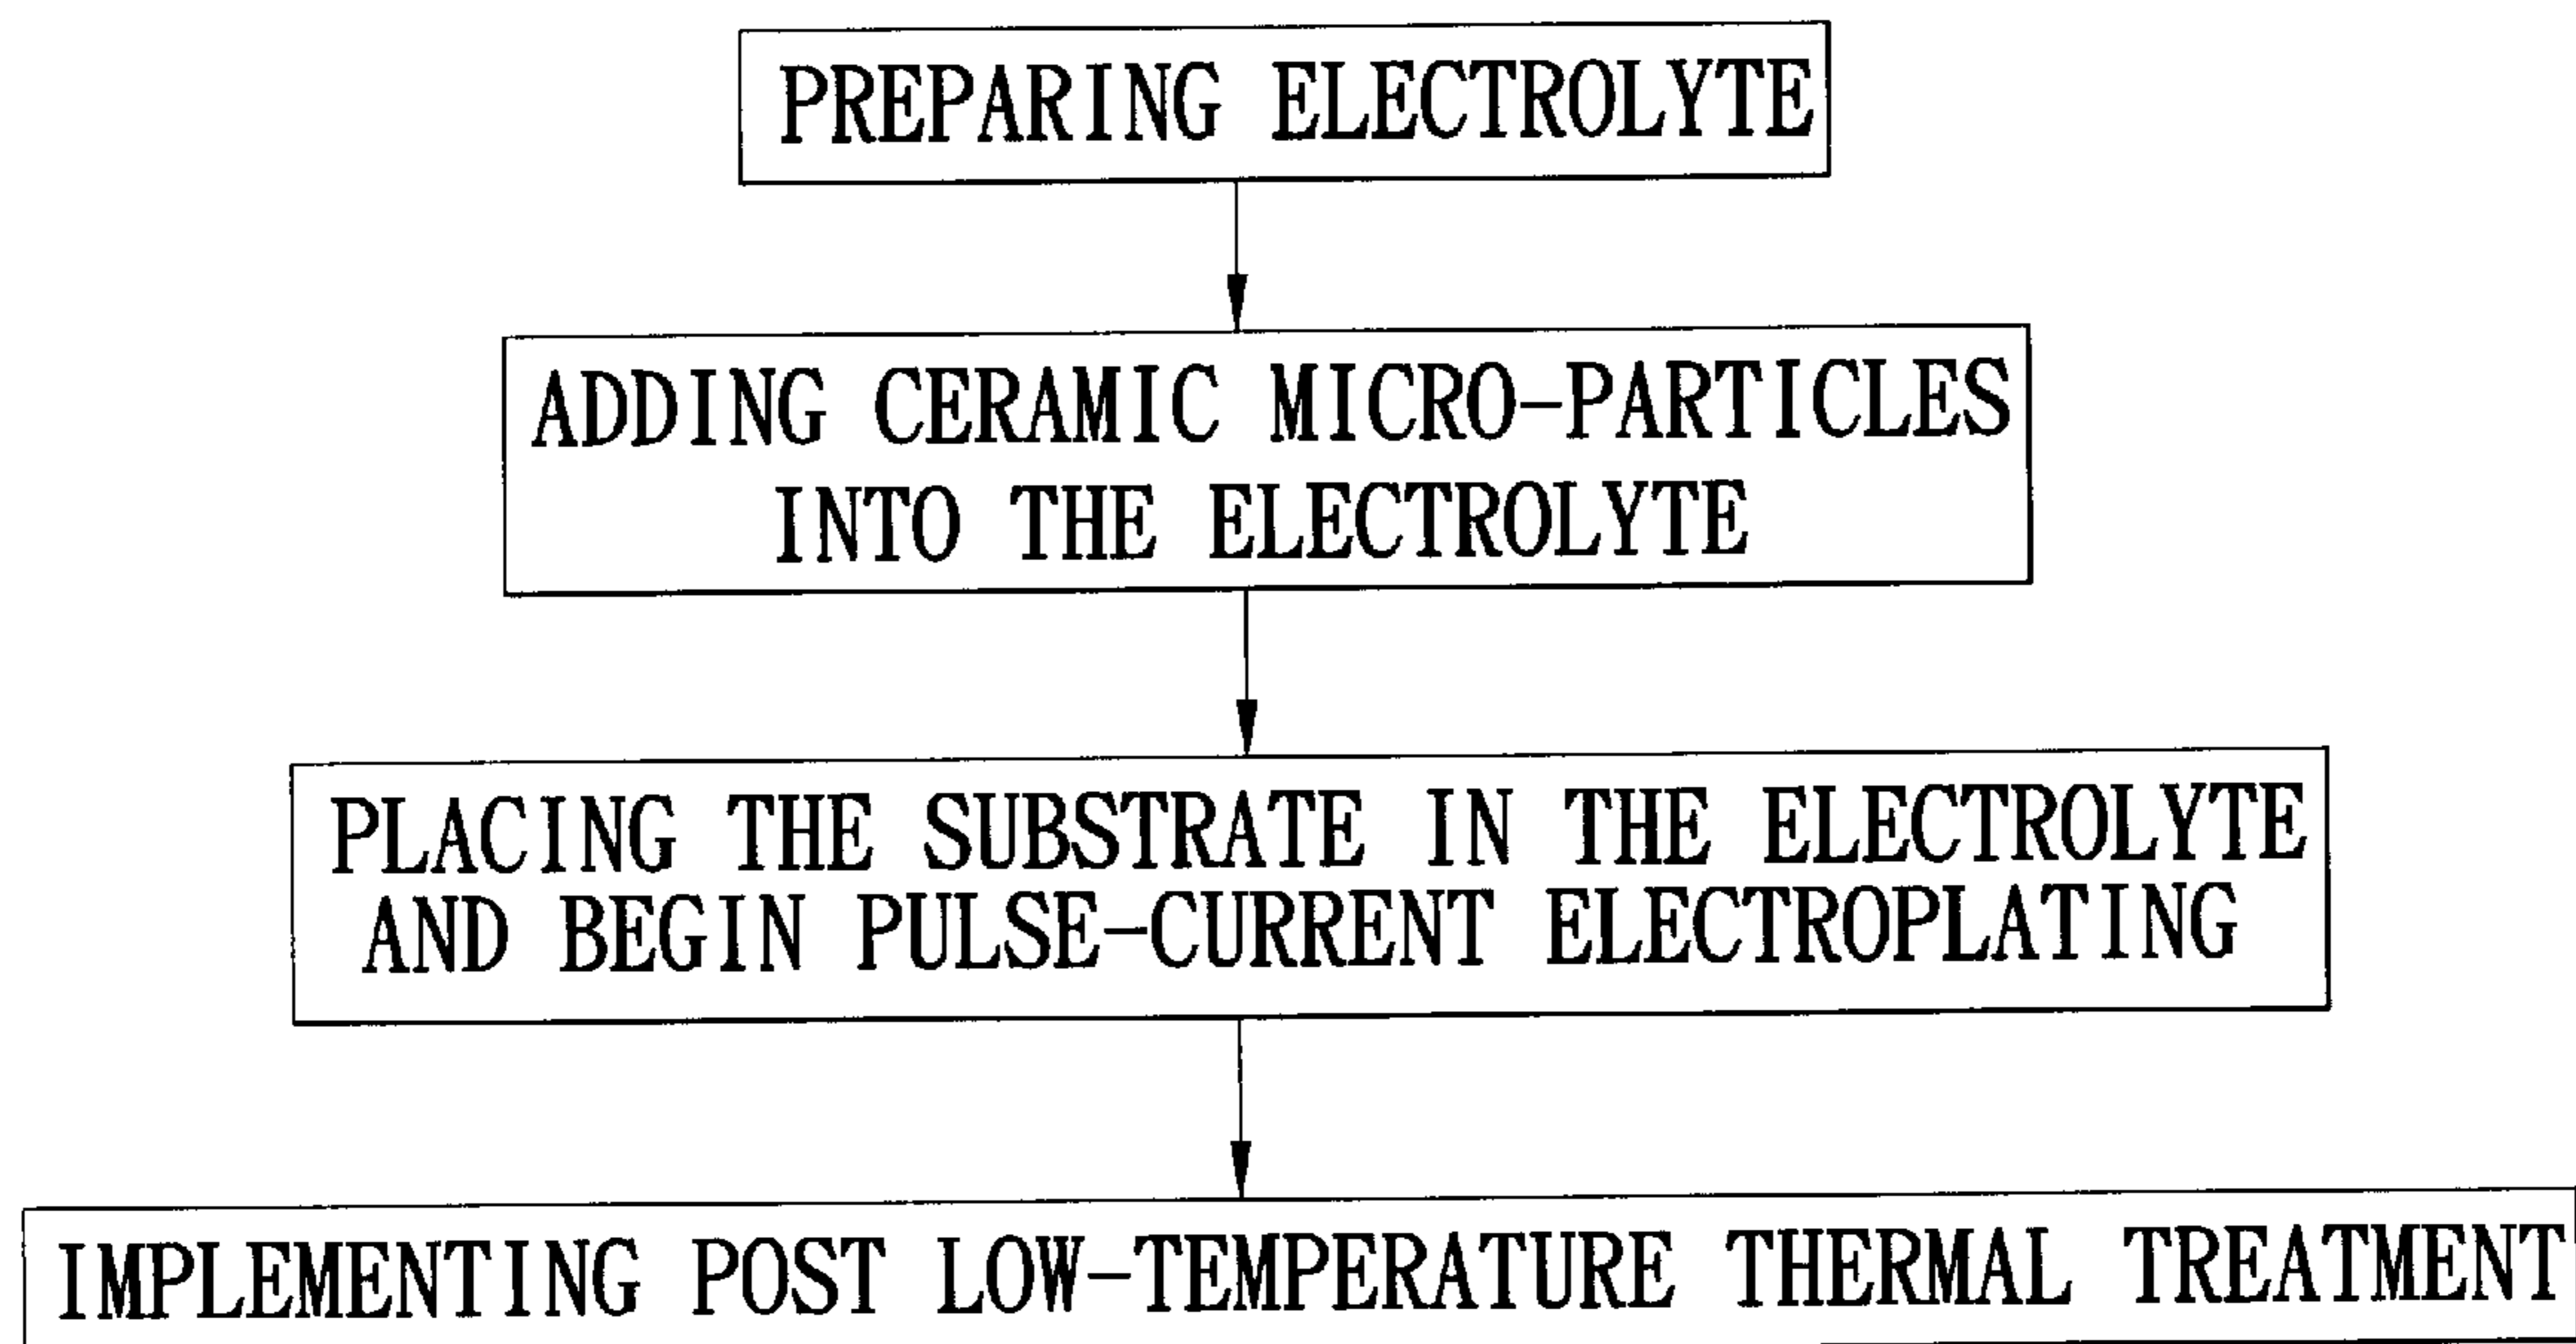 PREPARING ELECTROLYTE
ADDING CERAMIC MICRO-PARTICLES
INTO THE ELECTROLYTE
PLACING THE SUBSTRATE IN THE ELECTROLYTE
AND BEGIN PULSE-CURRENT ELECTROPLATING
IMPLEMENTING POST LOW-TEMPERATURE THERMAL TREATMENT